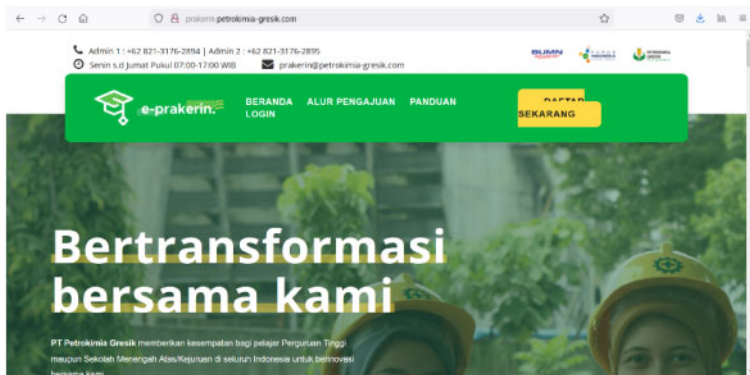 prakerin.petrokimia-gresik.com
Admin 1 : +62 821-3176-2894 | Admin 2 : +62 821-3176-2895
Senin s.d Jumat Pukul 07:00-17:00 WIB prakerin@petrokimia-gresik.com
BUMN
e-prakerin. BERANDA ALUR PENGAJUAN PANDUAN
LOGIN
DAFTAR
SEKARANG
Bertransformasi
bersama kami
PT Petrokimia Gresik memberikan kesempatan bagi pelajar Perguruan Tinggi
maupun Sekolah Menengah Atas/Kejuruan di seluruh Indonesia untuk berinovasi
bersama kami